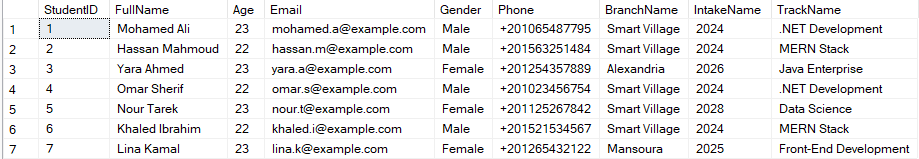 StudentID FullName Age Email Gender Phone BranchName IntakeName TrackName
1 1 Mohamed Ali 23 mohamed.a@example.com Male +201065487795 Smart Village 2024 .NET Development
2 2 Hassan Mahmoud 22 hassan.m@example.com Male +201563251484 Smart Village 2024 MERN Stack
3 3 Yara Ahmed 23 yara.a@example.com Female +201254357889 Alexandria 2026 Java Enterprise
4 4 Omar Sherif 22 omar.s@example.com Male +201023456754 Smart Village 2024 .NET Development
5 5 Nour Tarek 23 nour.t@example.com Female +201125267842 Smart Village 2028 Data Science
6 6 Khaled Ibrahim 22 khaled.i@example.com Male +201521534567 Smart Village 2024 MERN Stack
7 7 Lina Kamal 23 lina.k@example.com Female +201265432122 Mansoura 2025 Front-End Development